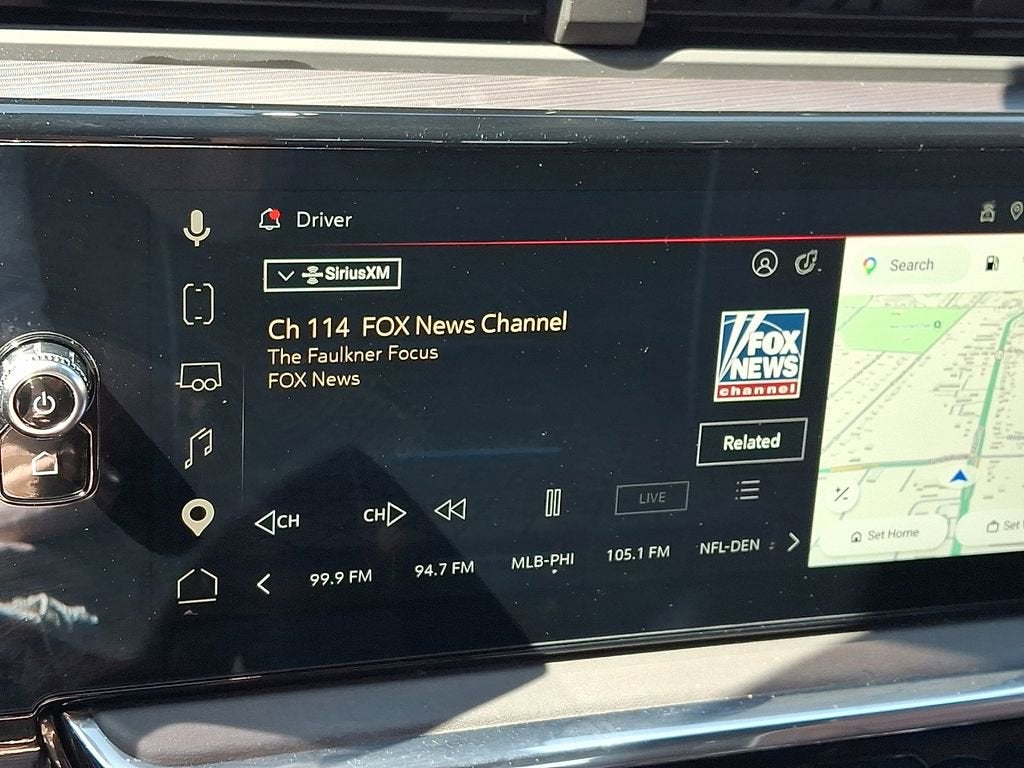 Driver
SiriusXM
Ch 114 FOX News Channel
The Faulkner Focus
FOX News
FOX
NEWS
channel
Related
CH
CH
LIVE
99.9 FM
94.7 FM
MLB-PHI
105.1 FM
NFL-DEN
Search
Set Home
Set